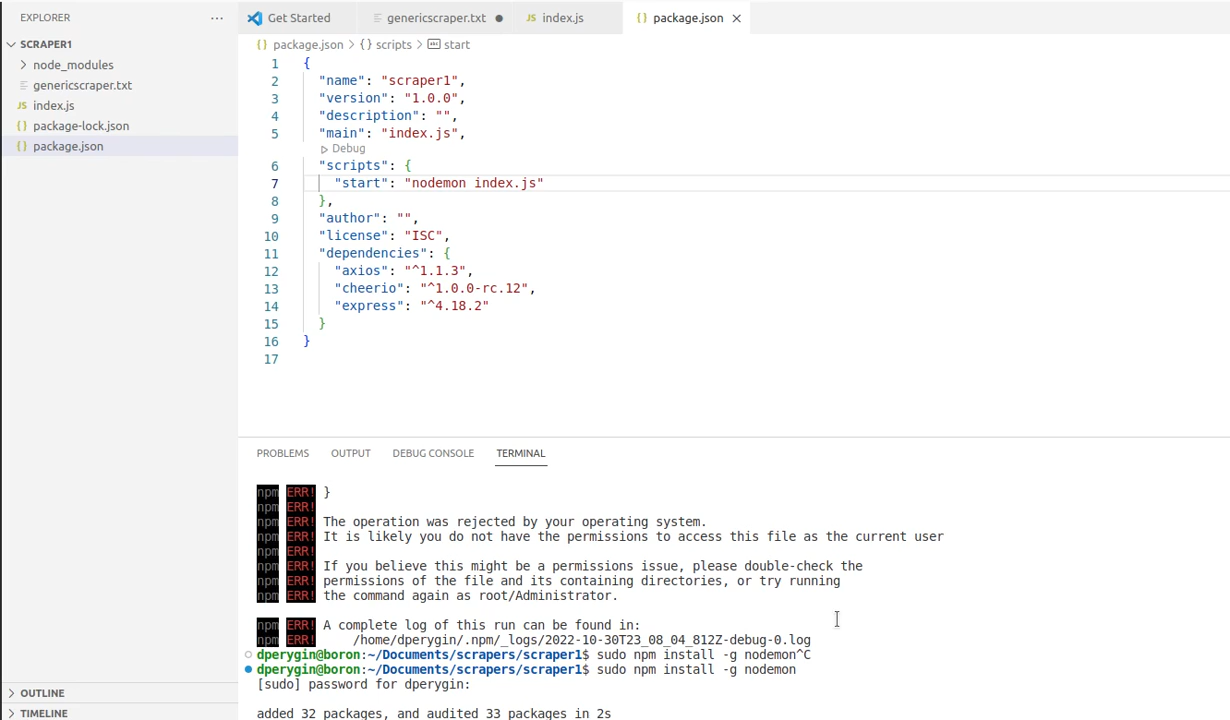 EXPLORER
SCRAPER1
node_modules
genericscraper.txt
JS index.js
{} package-lock.json
{} package.json
OUTLINE
TIMELINE
Get Started genericscraper.txt JS index.js {} package.json
{} package.json > {} scripts > abc start
1 {
2 "name": "scraper1",
3 "version": "1.0.0",
4 "description": "",
5 "main": "index.js",
Debug
6 "scripts": {
7 "start": "nodemon index.js"
8 },
9 "author": "",
10 "license": "ISC",
11 "dependencies": {
12 "axios": "^1.1.3",
13 "cheerio": "^1.0.0-rc.12",
14 "express": "^4.18.2"
15 }
16 }
17
PROBLEMS OUTPUT DEBUG CONSOLE TERMINAL
npm ERR! }
npm ERR!
npm ERR! The operation was rejected by your operating system.
npm ERR! It is likely you do not have the permissions to access this file as the current user
npm ERR!
npm ERR! If you believe this might be a permissions issue, please double-check the
npm ERR! permissions of the file and its containing directories, or try running
npm ERR! the command again as root/Administrator.
npm ERR! A complete log of this run can be found in:
npm ERR! /home/dperygin/.npm/_logs/2022-10-30T23_08_04_812Z-debug-0.log
dperygin@boron:~/Documents/scrapers/scraper1$ sudo npm install -g nodemon^C
dperygin@boron:~/Documents/scrapers/scraper1$ sudo npm install -g nodemon
[sudo] password for dperygin:
added 32 packages, and audited 33 packages in 2s